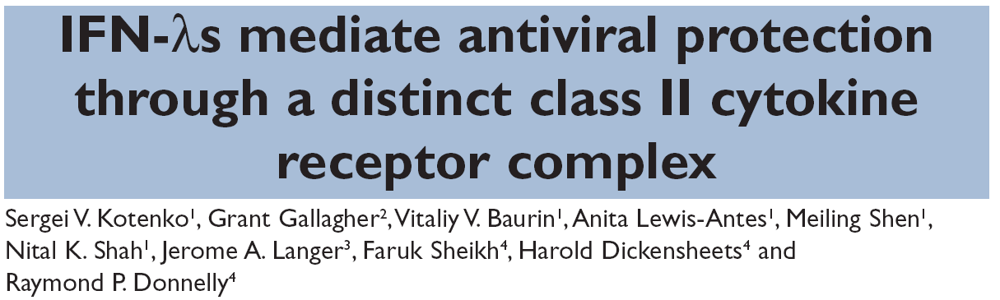 IFN-λs mediate antiviral protection
through a distinct class II cytokine
receptor complex
Sergei V. Kotenko¹, Grant Gallagher², Vitaliy V. Baurin¹, Anita Lewis-Antes¹, Meiling Shen¹,
Nital K. Shah¹, Jerome A. Langer³, Faruk Sheikh⁴, Harold Dickensheets⁴ and
Raymond P. Donnelly⁴